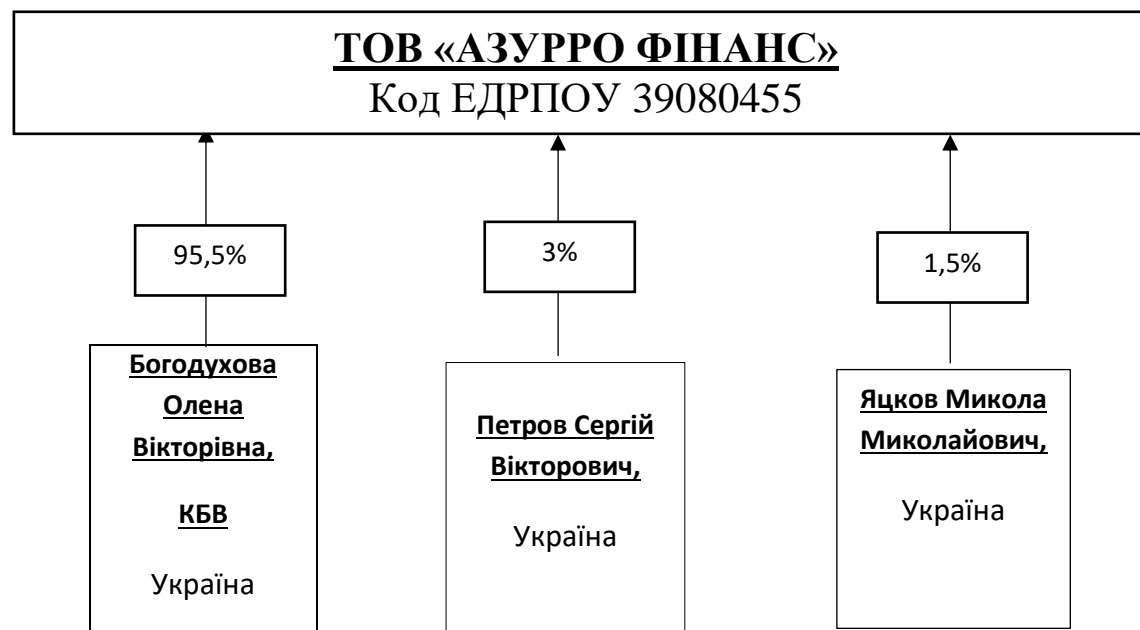 ТОВ «АЗУРРО ФІНАНС»
Код ЕДРПОУ 39080455
95,5%
3%
1,5%
Богодухова
Олена
Вікторівна,
КБВ
Україна
Петров Сергій
Вікторович,
Україна
Яцков Микола
Миколайович,
Україна